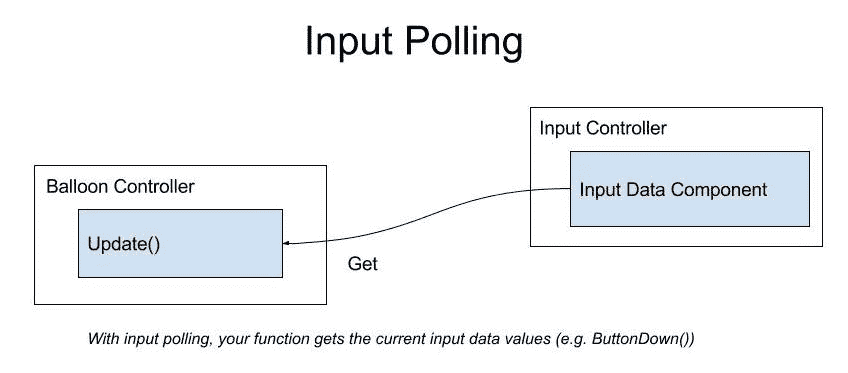 Input Polling
Input Controller
Input Data Component
Balloon Controller
Update()
Get
With input polling, your function gets the current input data values (e.g. ButtonDown())